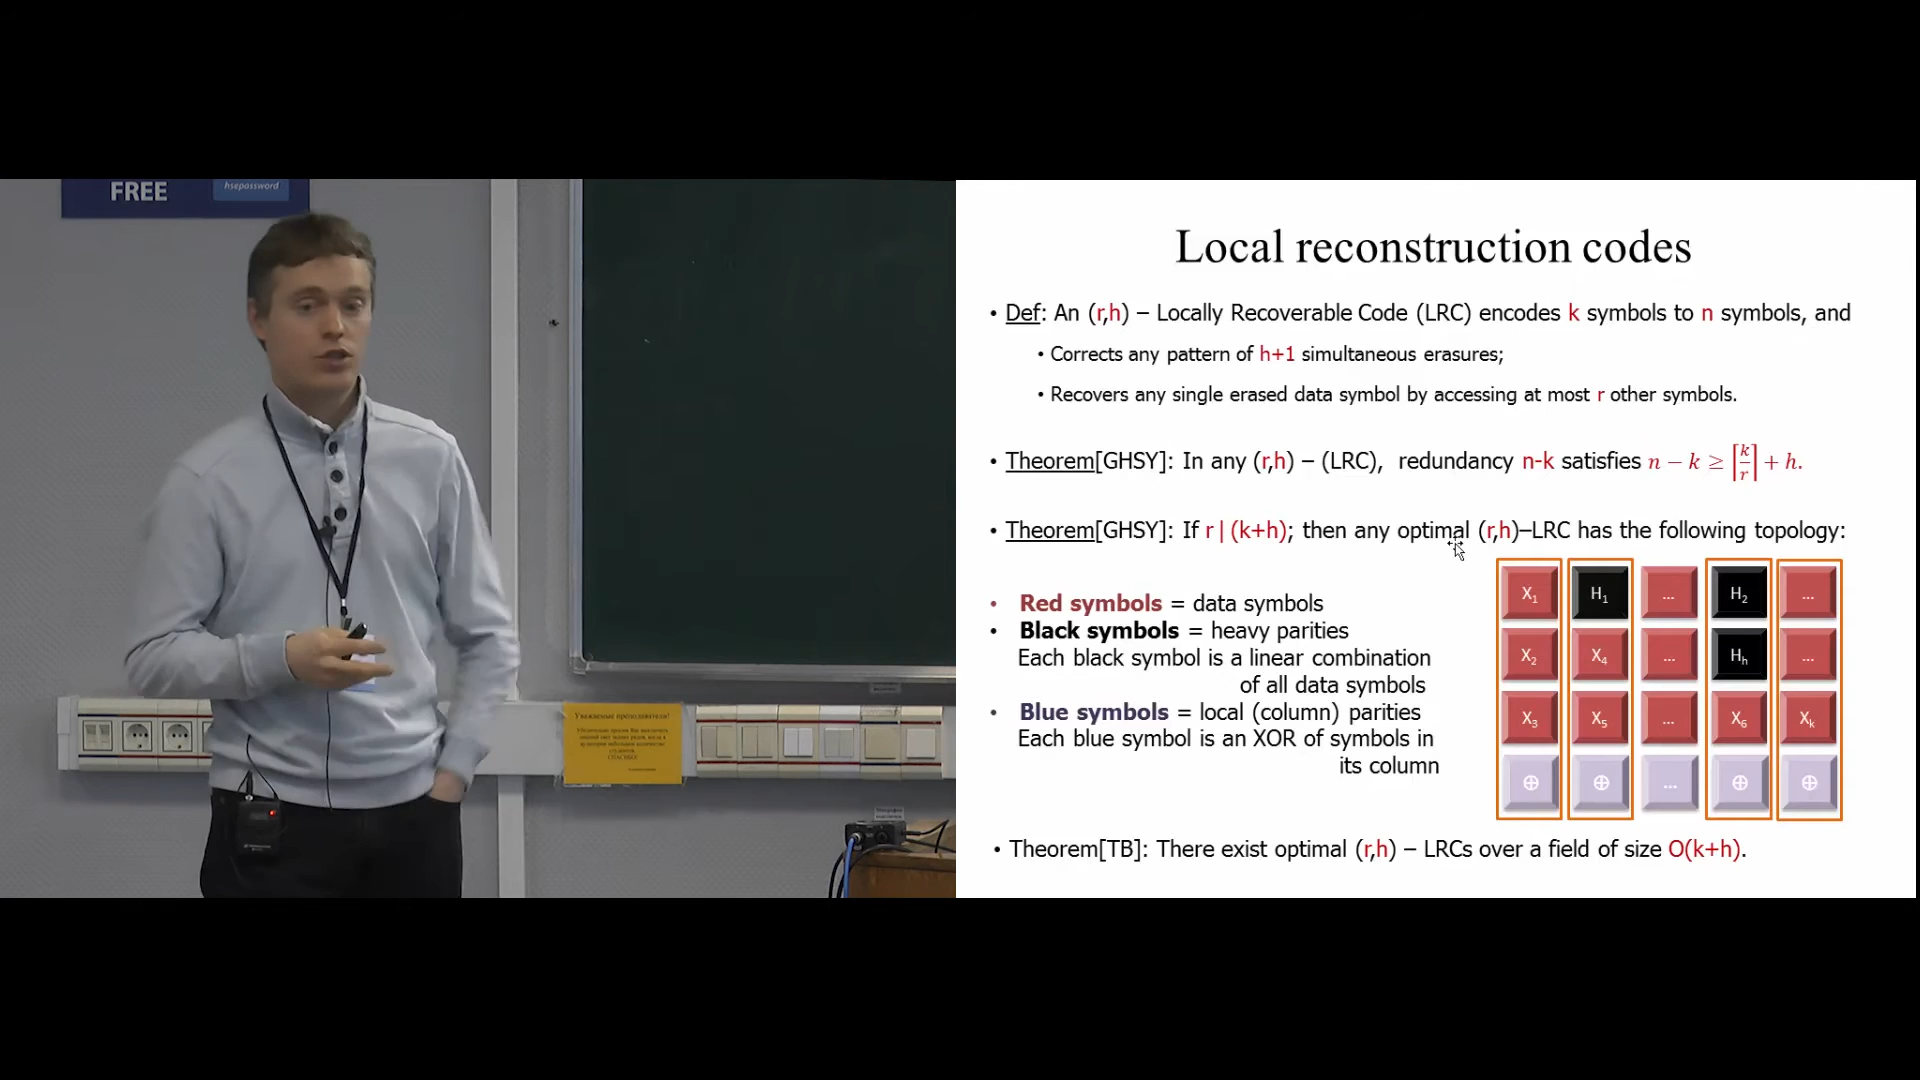 FREE
hsepassword
Уважаемые преподаватели!
СПАСИБО!
Local reconstruction codes
• Def: An (r,h) – Locally Recoverable Code (LRC) encodes k symbols to n symbols, and
• Corrects any pattern of h+1 simultaneous erasures;
• Recovers any single erased data symbol by accessing at most r other symbols.
• Theorem[GHSY]: In any (r,h) – (LRC), redundancy n-k satisfies n − k ≥ ⌈k/r⌉ + h.
• Theorem[GHSY]: If r | (k+h); then any optimal (r,h)–LRC has the following topology:
• Red symbols = data symbols
• Black symbols = heavy parities
Each black symbol is a linear combination
of all data symbols
• Blue symbols = local (column) parities
Each blue symbol is an XOR of symbols in
its column
X₁ H₁ ... H₂ ...
X₂ X₄ ... Hₕ ...
X₃ X₅ ... X₆ Xₖ
⊕ ⊕ ... ⊕ ⊕
• Theorem[TB]: There exist optimal (r,h) – LRCs over a field of size O(k+h).